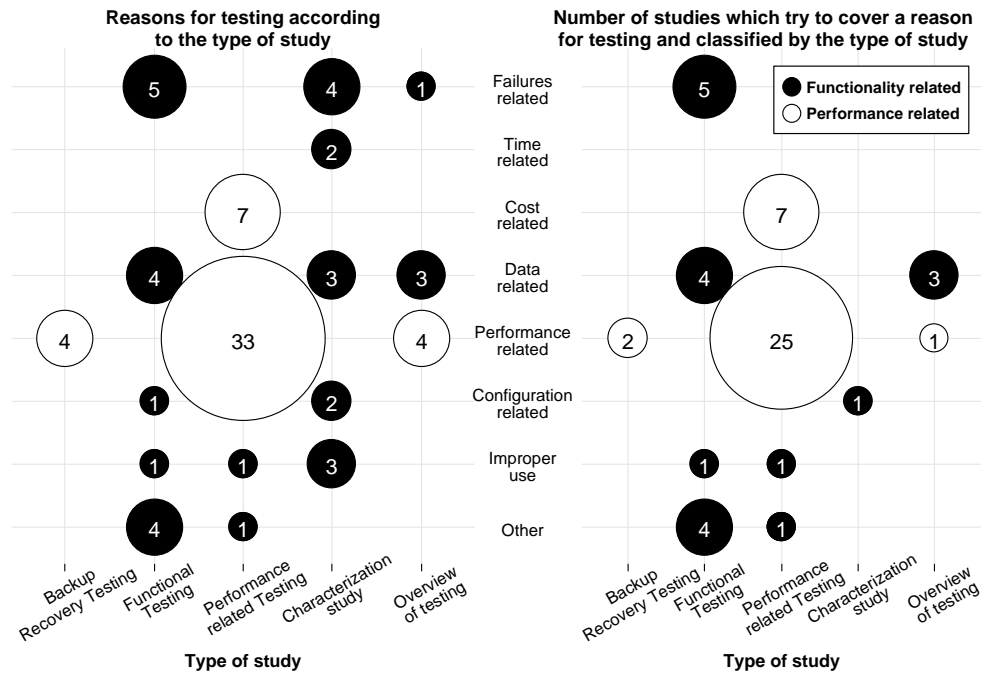 Reasons for testing according
to the type of study
Number of studies which try to cover a reason
for testing and classified by the type of study
Functionality related
Performance related
5
4
1
Failures
related
5
2
Time
related
7
Cost
related
7
4
3
3
Data
related
4
3
4
33
4
Performance
related
2
25
1
1
2
Configuration
related
1
1
1
3
Improper
use
1
1
4
1
Other
4
1
Backup
Recovery Testing
Functional
Testing
Performance
related Testing
Characterization
study
Overview
of testing
Backup
Recovery Testing
Functional
Testing
Performance
related Testing
Characterization
study
Overview
of testing
Type of study
Type of study